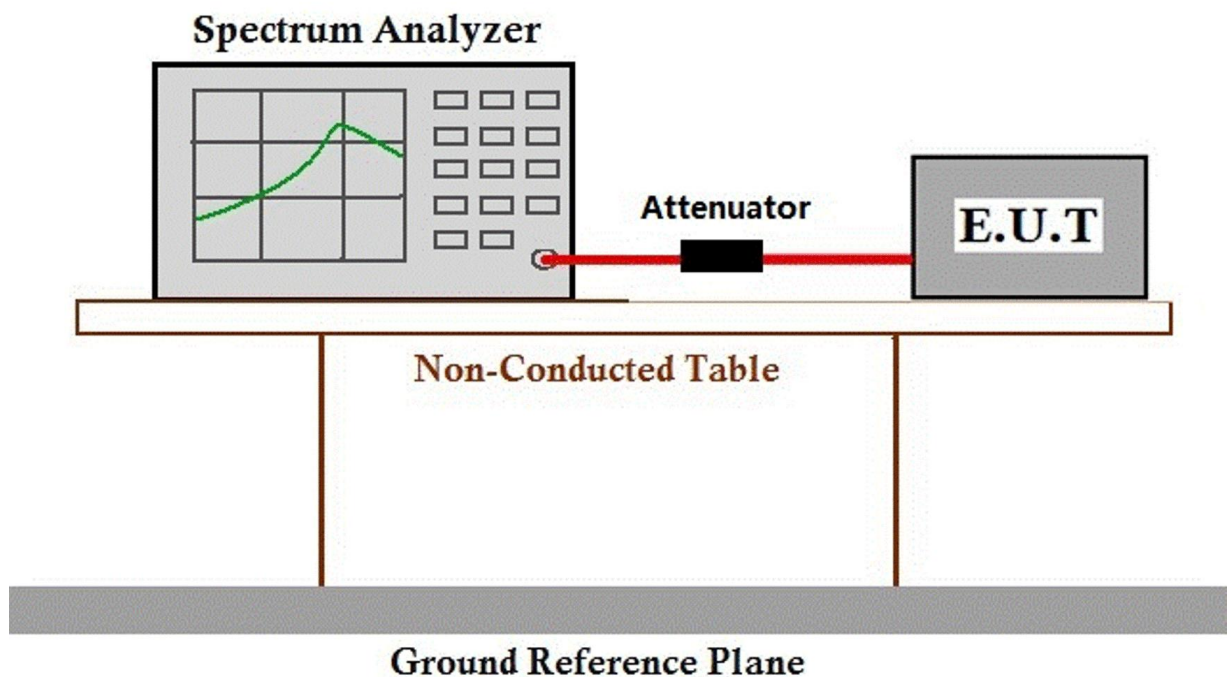 Spectrum Analyzer
Attenuator
E.U.T
Non-Conducted Table
Ground Reference Plane